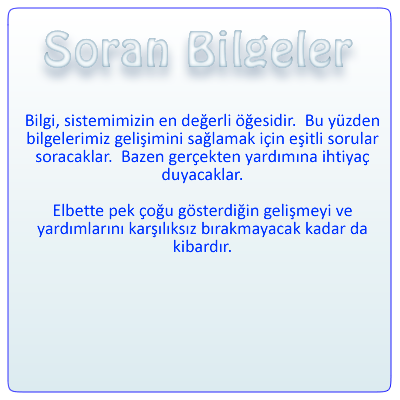 Soran Bilgeler
Bilgi, sistemimizin en değerli öğesidir.  Bu yüzden
bilgelerimiz gelişimini sağlamak için eşitli sorular
soracaklar.  Bazen gerçekten yardımına ihtiyaç
duyacaklar.
Elbette pek çoğu gösterdiğin gelişmeyi ve
yardımlarını karşılıksız bırakmayacak kadar da
kibardır.